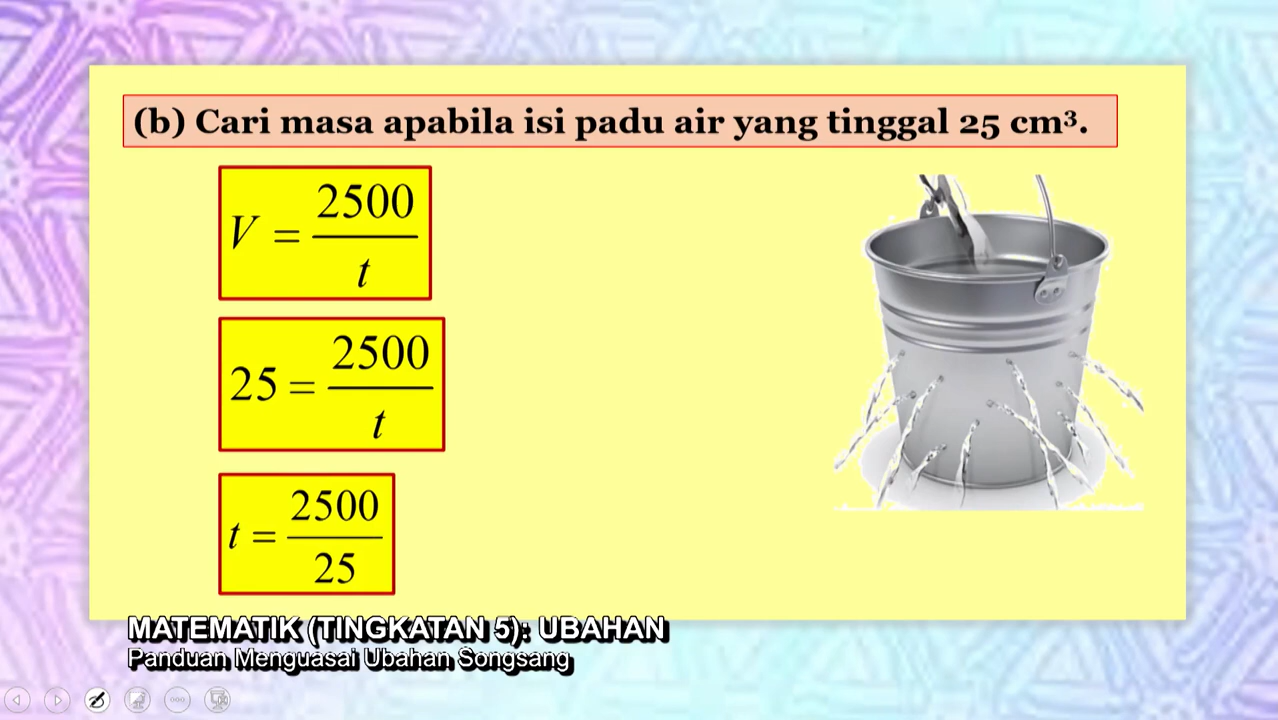 (b) Cari masa apabila isi padu air yang tinggal 25 cm³.
V = 2500 / t
25 = 2500 / t
t = 2500 / 25
MATEMATIK (TINGKATAN 5): UBAHAN
Panduan Menguasai Ubahan Songsang